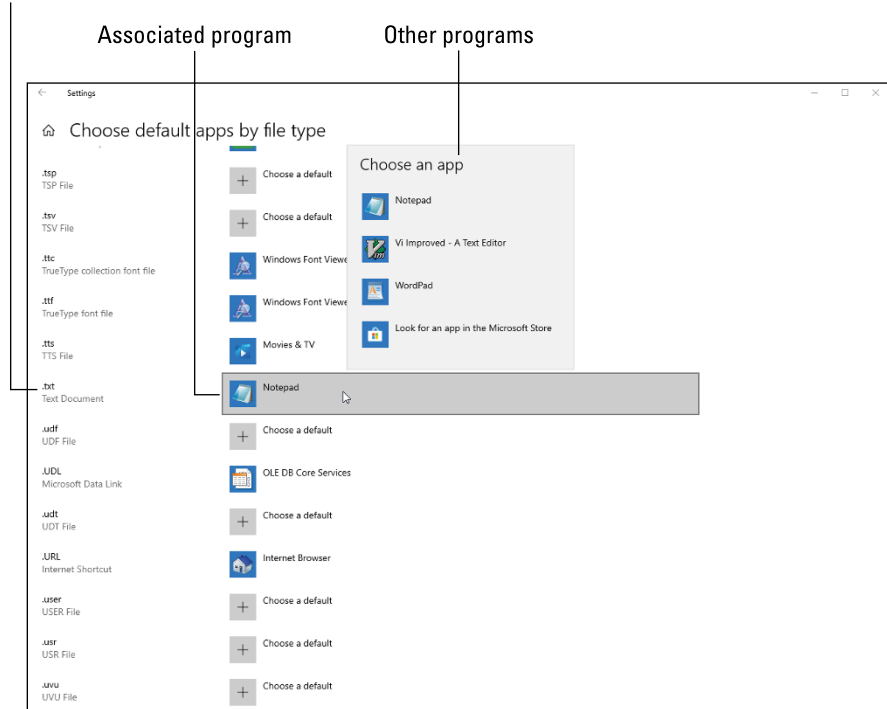 Associated program
Other programs
Settings
Choose default apps by file type
.tsp
TSP File
Choose a default
.tsv
TSV File
Choose a default
.ttc
TrueType collection font file
Windows Font Viewe
.ttf
TrueType font file
Windows Font Viewe
.tts
TTS File
Movies & TV
Choose an app
Notepad
Vi Improved - A Text Editor
WordPad
Look for an app in the Microsoft Store
.txt
Text Document
Notepad
.udf
UDF File
Choose a default
.UDL
Microsoft Data Link
OLE DB Core Services
.udt
UDT File
Choose a default
.URL
Internet Shortcut
Internet Browser
.user
USER File
Choose a default
.usr
USR File
Choose a default
.uvu
UVU File
Choose a default